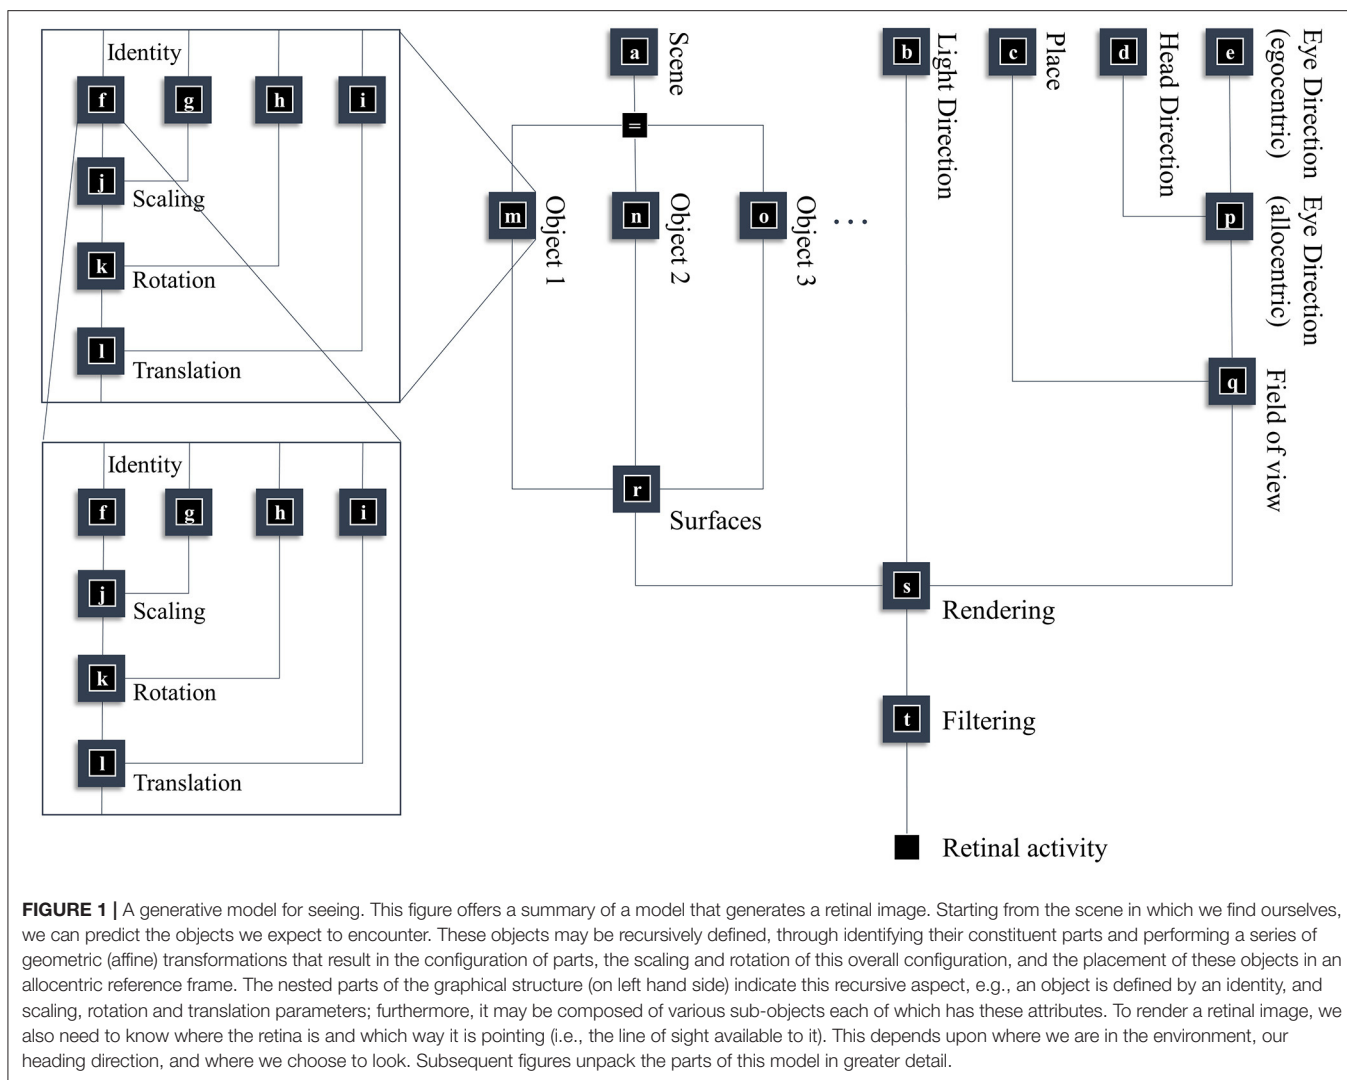 Identity
f
g
h
i
j
Scaling
k
Rotation
l
Translation
Identity
f
g
h
i
j
Scaling
k
Rotation
l
Translation
a
Scene
=
m
Object 1
n
Object 2
o
Object 3
...
b
Light Direction
c
Place
d
Head Direction
e
Eye Direction
(egocentric)
p
Eye Direction
(allocentric)
q
Field of view
r
Surfaces
s
Rendering
t
Filtering
Retinal activity
FIGURE 1 | A generative model for seeing. This figure offers a summary of a model that generates a retinal image. Starting from the scene in which we find ourselves,
we can predict the objects we expect to encounter. These objects may be recursively defined, through identifying their constituent parts and performing a series of
geometric (affine) transformations that result in the configuration of parts, the scaling and rotation of this overall configuration, and the placement of these objects in an
allocentric reference frame. The nested parts of the graphical structure (on left hand side) indicate this recursive aspect, e.g., an object is defined by an identity, and
scaling, rotation and translation parameters; furthermore, it may be composed of various sub-objects each of which has these attributes. To render a retinal image, we
also need to know where the retina is and which way it is pointing (i.e., the line of sight available to it). This depends upon where we are in the environment, our
heading direction, and where we choose to look. Subsequent figures unpack the parts of this model in greater detail.